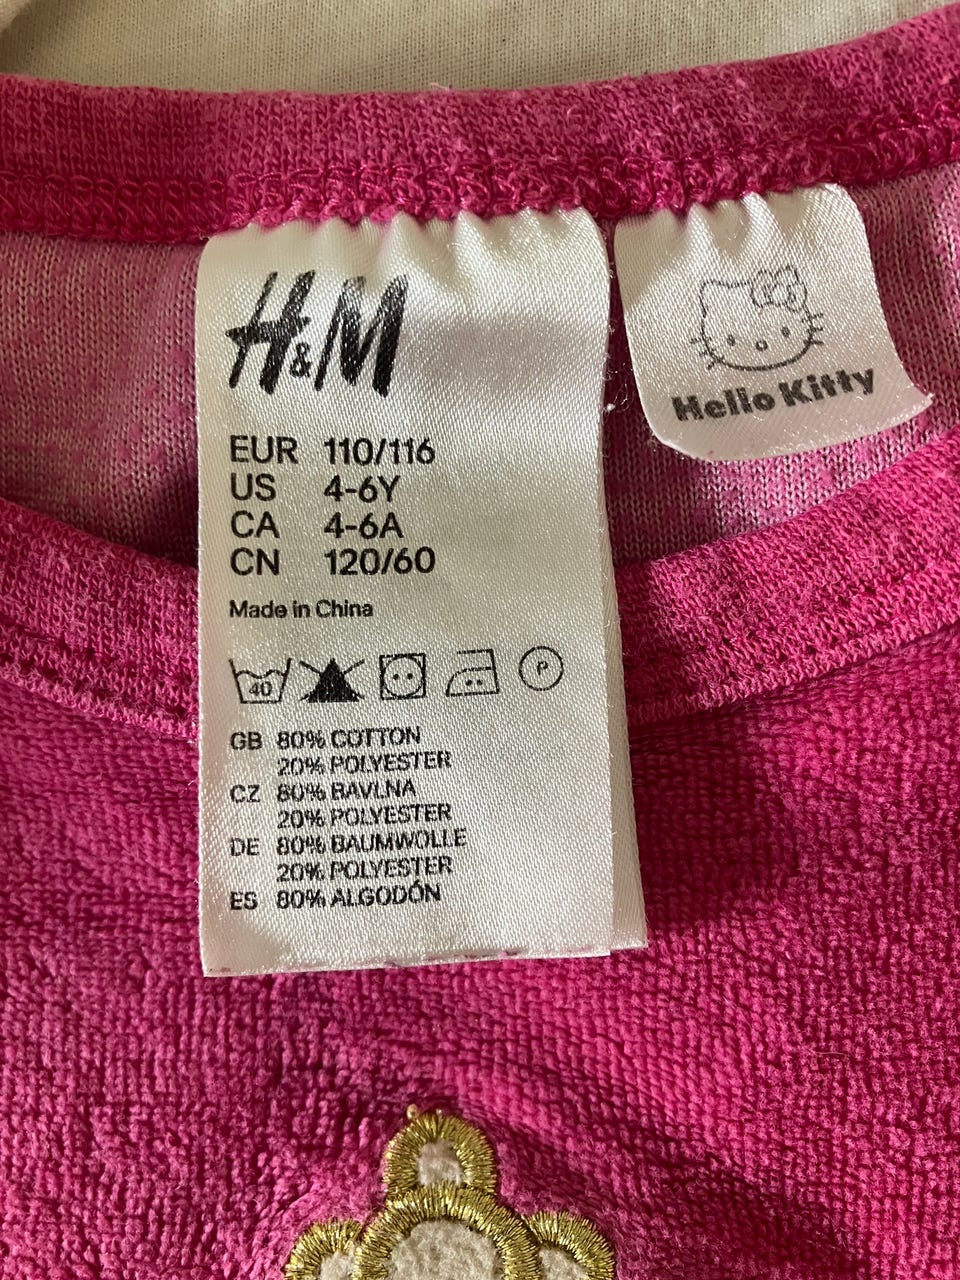 H&M
EUR 110/116
US 4-6Y
CA 4-6A
CN 120/60
Made in China
40 P
GB 80% COTTON
20% POLYESTER
CZ 80% BAVLNA
20% POLYESTER
DE 80% BAUMWOLLE
20% POLYESTER
ES 80% ALGODÓN
Hello Kitty